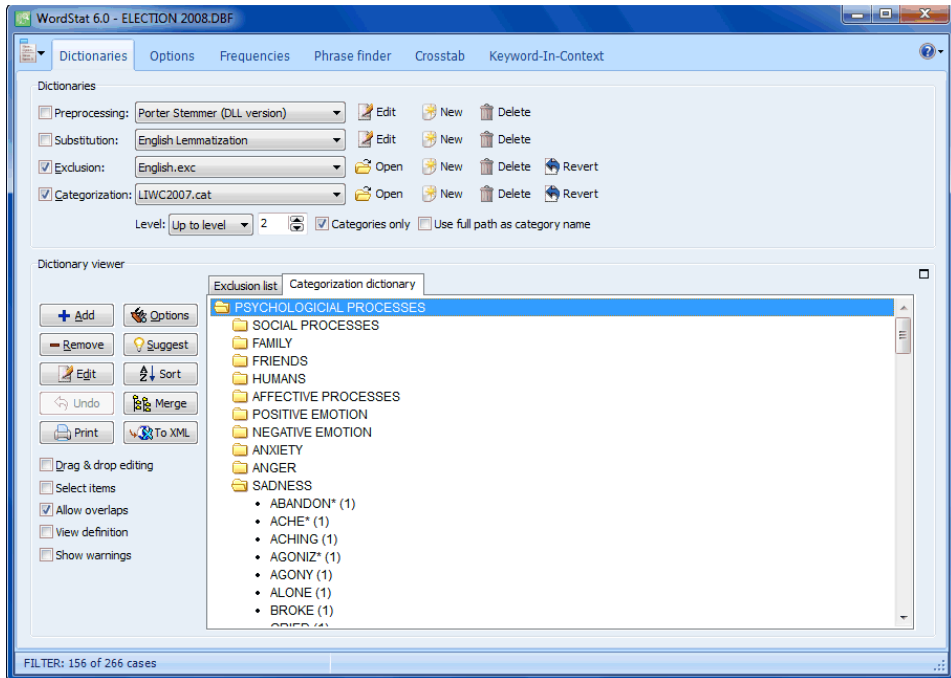 WordStat 6.0 - ELECTION 2008.DBF
Dictionaries Options Frequencies Phrase finder Crosstab Keyword-In-Context
Dictionaries
Preprocessing: Porter Stemmer (DLL version) Edit New Delete
Substitution: English Lemmatization Edit New Delete
Exclusion: English.exc Open New Delete Revert
Categorization: LIWC2007.cat Open New Delete Revert
Level: Up to level 2 Categories only Use full path as category name
Dictionary viewer
Exclusion list Categorization dictionary
Add Options
Remove Suggest
Edit Sort
Undo Merge
Print To XML
Drag & drop editing
Select items
Allow overlaps
View definition
Show warnings
PSYCHOLOGICIAL PROCESSES
SOCIAL PROCESSES
FAMILY
FRIENDS
HUMANS
AFFECTIVE PROCESSES
POSITIVE EMOTION
NEGATIVE EMOTION
ANXIETY
ANGER
SADNESS
• ABANDON* (1)
• ACHE* (1)
• ACHING (1)
• AGONIZ* (1)
• AGONY (1)
• ALONE (1)
• BROKE (1)
FILTER: 156 of 266 cases